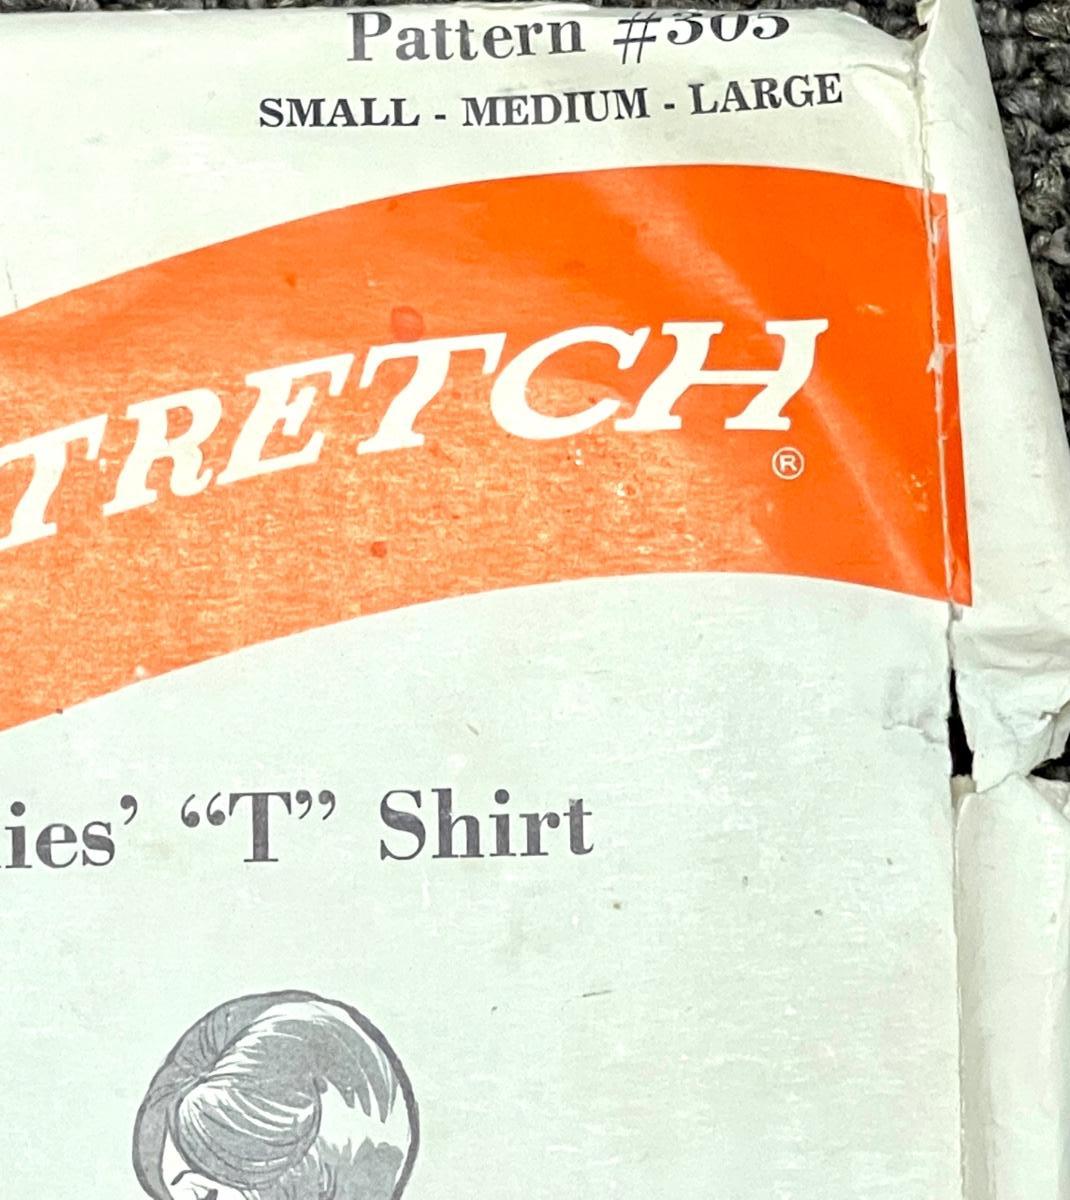 Pattern #305
SMALL - MEDIUM - LARGE
TRETCH
®
ies' “T” Shirt